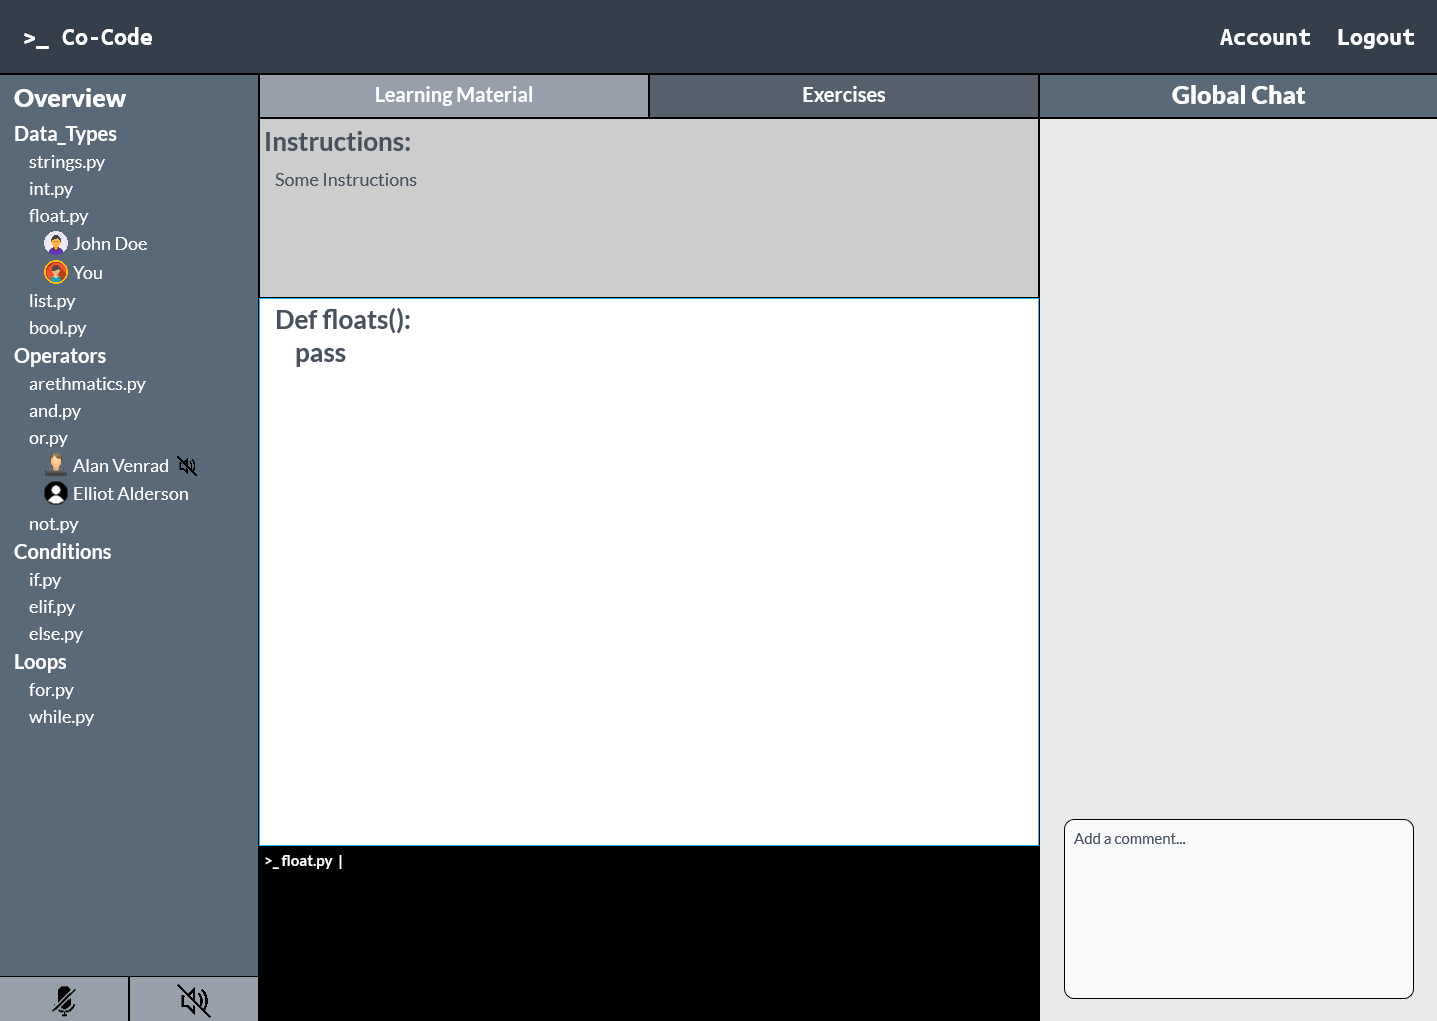 >_ Co-Code
Account
Logout
Overview
Data_Types
strings.py
int.py
float.py
John Doe
You
list.py
bool.py
Operators
arethmatics.py
and.py
or.py
Alan Venrad
Elliot Alderson
not.py
Conditions
if.py
elif.py
else.py
Loops
for.py
while.py
Learning Material
Exercises
Instructions:
Some Instructions
Def floats():
pass
>_ float.py |
Global Chat
Add a comment...